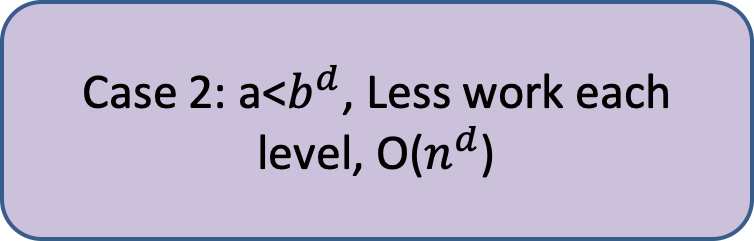 Case 2: a<b^d, Less work each
level, O(n^d)